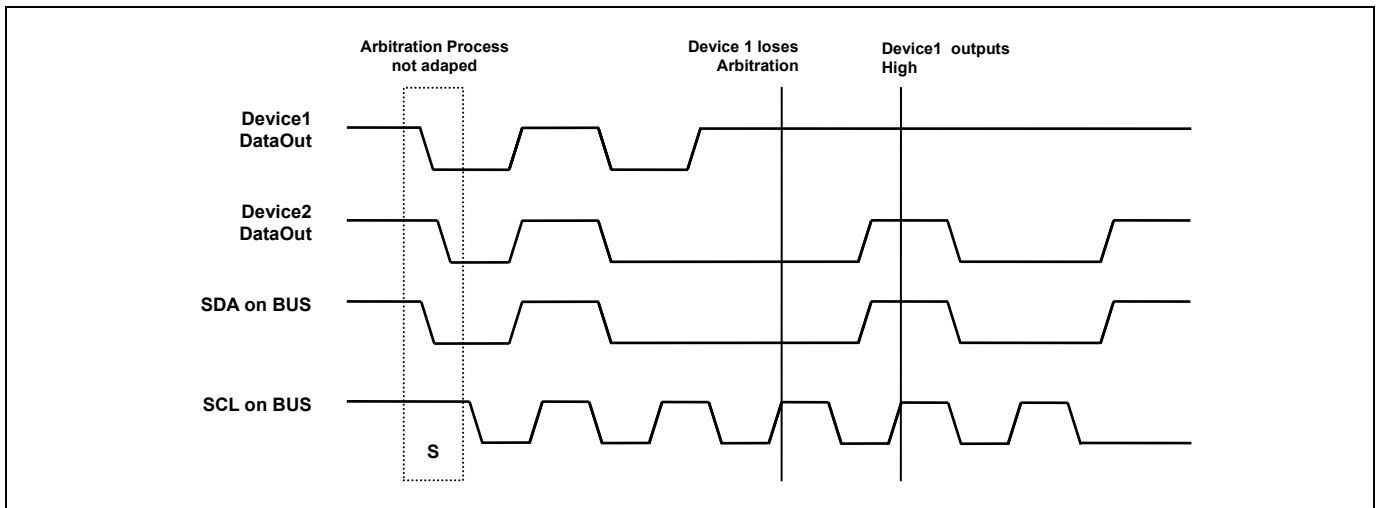 Arbitration Process
not adaped
Device 1 loses
Arbitration
Device1 outputs
High
Device1
DataOut
Device2
DataOut
SDA on BUS
SCL on BUS
S